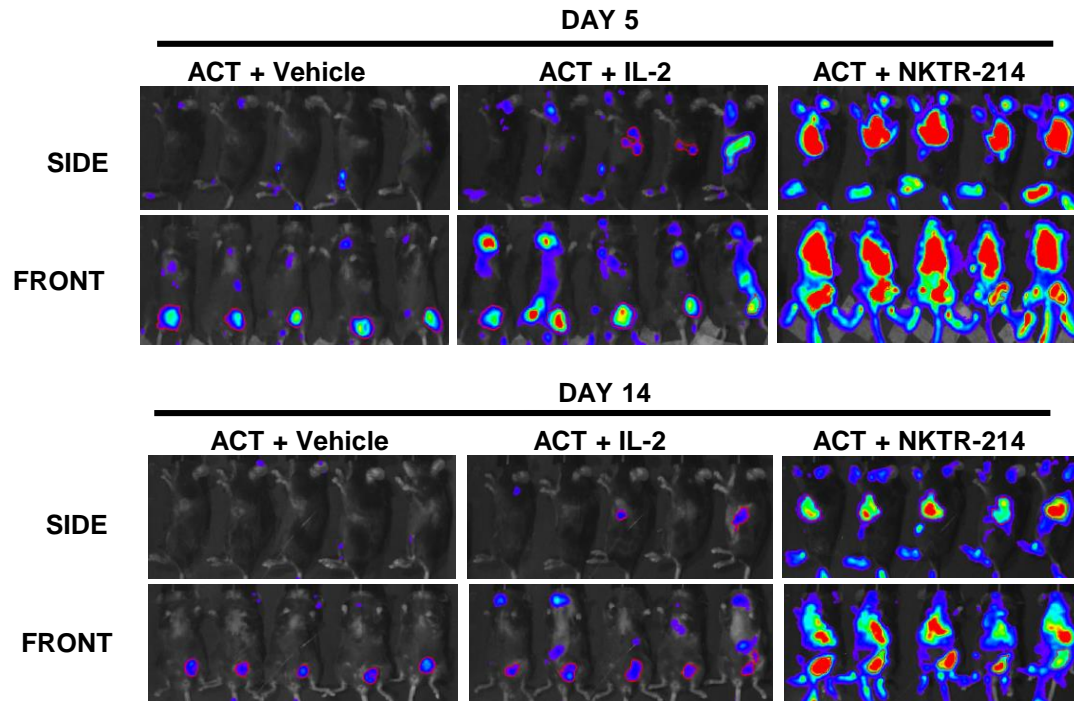 DAY 5
ACT + Vehicle ACT + IL-2 ACT + NKTR-214
SIDE
FRONT
DAY 14
ACT + Vehicle ACT + IL-2 ACT + NKTR-214
SIDE
FRONT